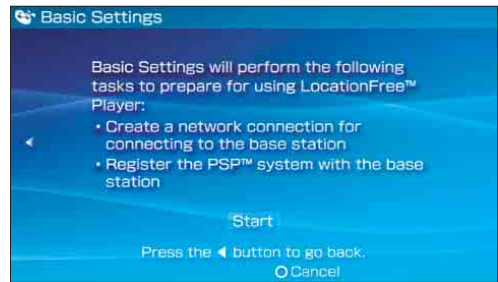 Basic Settings
Basic Settings will perform the following
tasks to prepare for using LocationFree™
Player:
• Create a network connection for
connecting to the base station
• Register the PSP™ system with the base
station
Start
Press the ◀ button to go back.
O Cancel